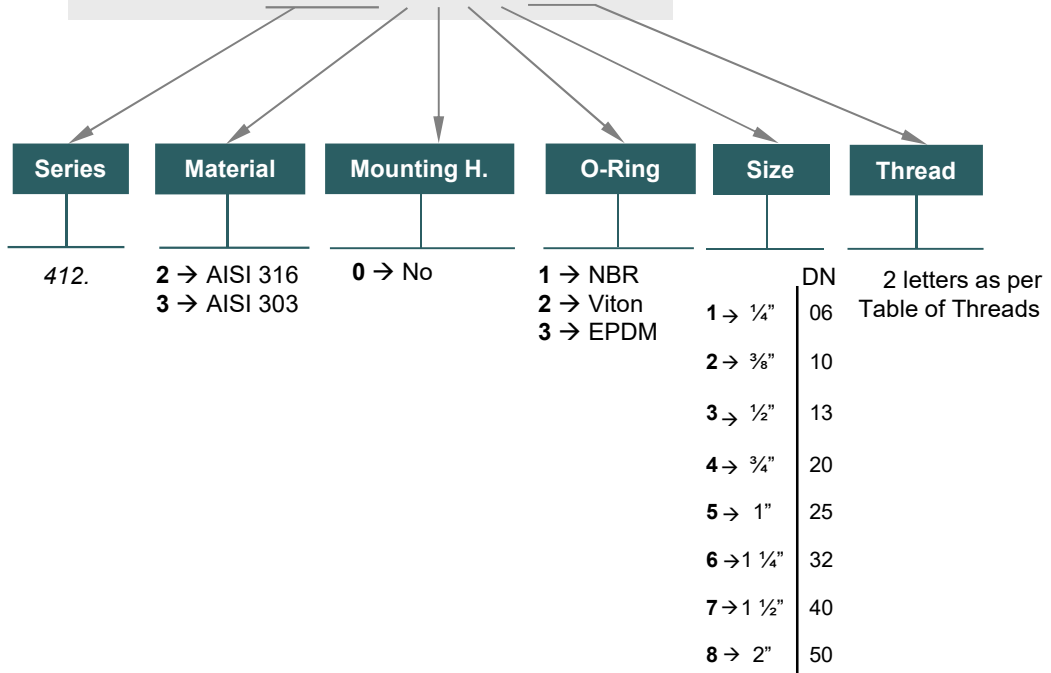 Series
Material
Mounting H.
O-Ring
Size
Thread
412.
2 → AISI 316
3 → AISI 303
0 → No
1 → NBR
2 → Viton
3 → EPDM
DN
1 → ¼” 06
2 → ⅜” 10
3 → ½” 13
4 → ¾” 20
5 → 1” 25
6 → 1 ¼” 32
7 → 1 ½” 40
8 → 2” 50
2 letters as per
Table of Threads